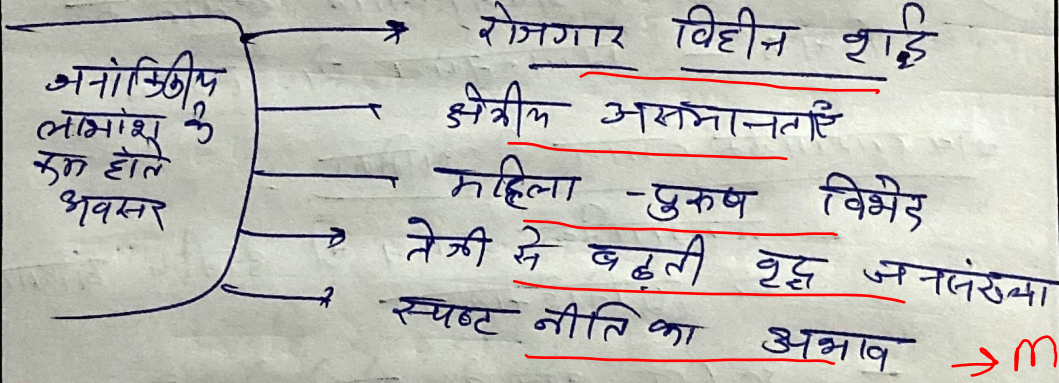 जनांकिकीय
लाभांश के
कम होते
अवसर
रोजगार विहीन
क्षेत्रीय असमानताएँ
महिला - पुरुष विभेद
तेजी से बढ़ती वृद्ध जनसंख्या
स्पष्ट नीति का अभाव
→ m